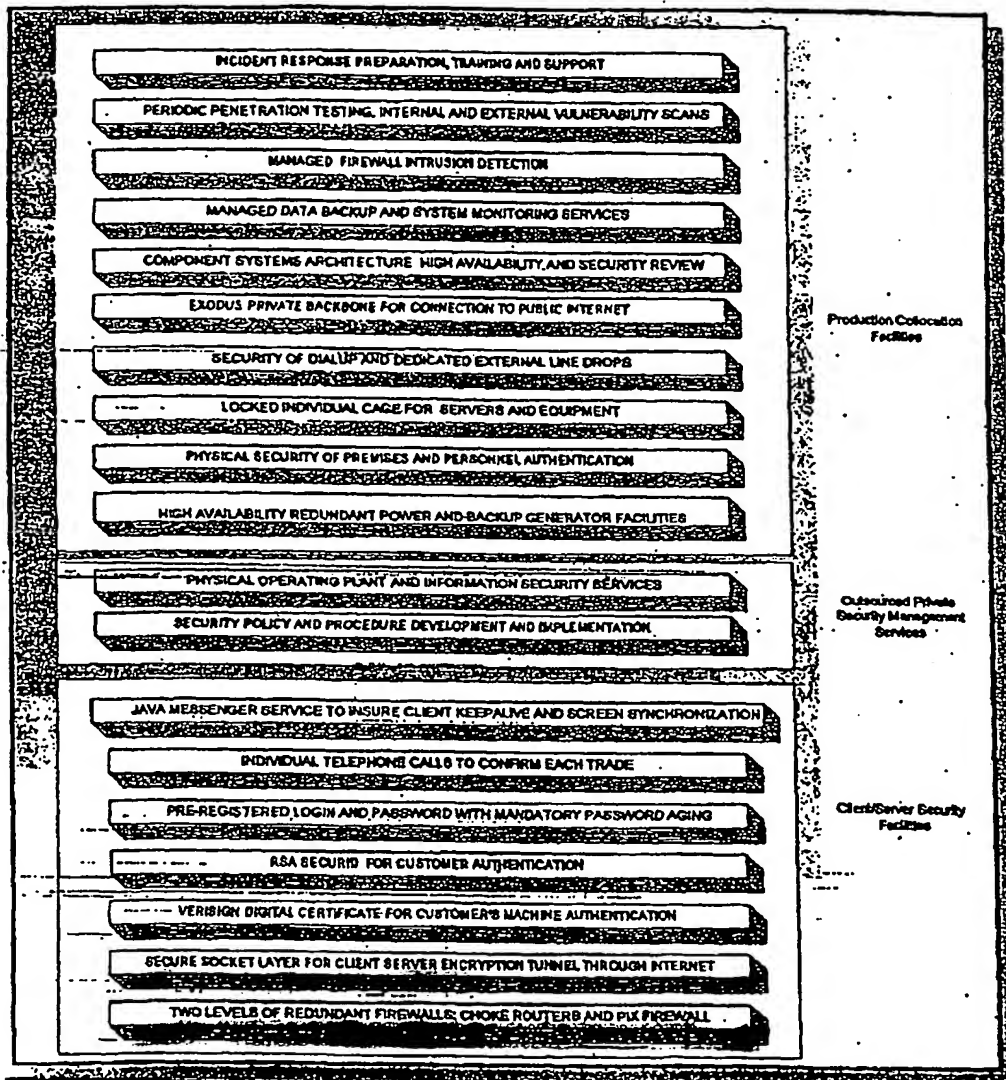 INCIDENT RESPONSE PREPARATION, TRAINING AND SUPPORT
PERIODIC PENETRATION TESTING, INTERNAL AND EXTERNAL VULNERABILITY SCANS
MANAGED FIREWALL INTRUSION DETECTION
MANAGED DATA BACKUP AND SYSTEM MONITORING SERVICES
COMPONENT SYSTEMS ARCHITECTURE HIGH AVAILABILITY AND SECURITY REVIEW
EXODUS PRIVATE BACKBONE FOR CONNECTION TO PUBLIC INTERNET
SECURITY OF DIALUP AND DEDICATED EXTERNAL LINE DROPS
LOCKED INDIVIDUAL CAGE FOR SERVERS AND EQUIPMENT
PHYSICAL SECURITY OF PREMISES AND PERSONNEL AUTHENTICATION
HIGH AVAILABILITY REDUNDANT POWER AND BACKUP GENERATOR FACILITIES
Production Collocation
Facilities
PHYSICAL OPERATING PLANT AND INFORMATION SECURITY SERVICES
SECURITY POLICY AND PROCEDURE DEVELOPMENT AND IMPLEMENTATION
Outsourced Private
Security Management
Services
JAVA MESSENGER SERVICE TO INSURE CLIENT KEEPALIVE AND SCREEN SYNCHRONIZATION
INDIVIDUAL TELEPHONE CALLS TO CONFIRM EACH TRADE
PRE-REGISTERED LOGIN AND PASSWORD WITH MANDATORY PASSWORD AGING
RSA SECURID FOR CUSTOMER AUTHENTICATION
VERISIGN DIGITAL CERTIFICATE FOR CUSTOMER'S MACHINE AUTHENTICATION
SECURE SOCKET LAYER FOR CLIENT SERVER ENCRYPTION TUNNEL THROUGH INTERNET
TWO LEVELS OF REDUNDANT FIREWALLS; CHOKE ROUTERS AND PIX FIREWALL
Client/Server Security
Facilities